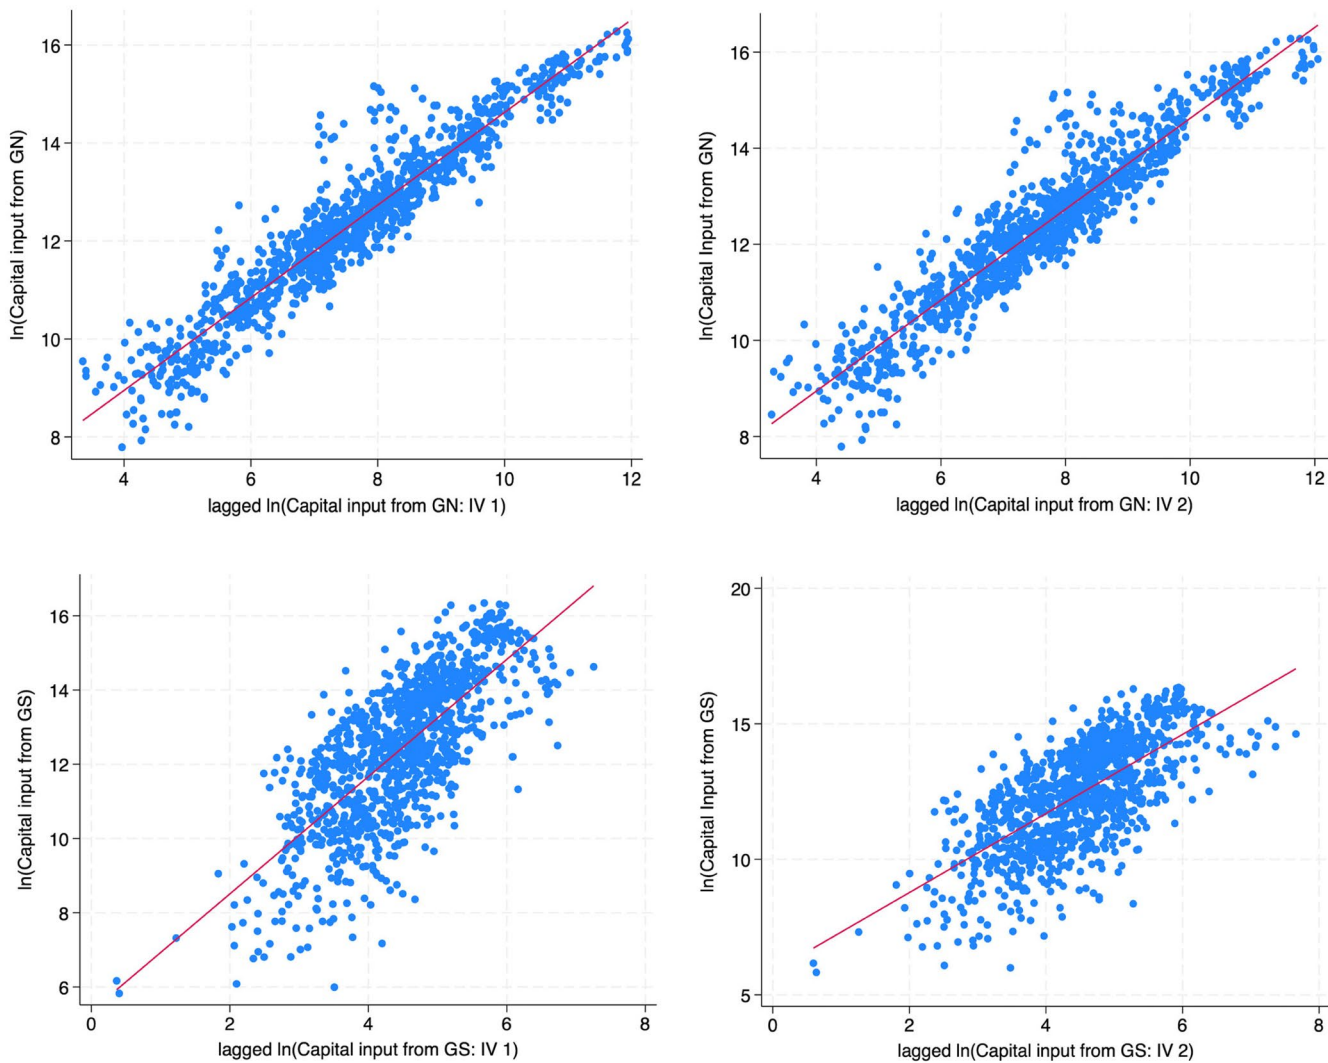 16
14
12
10
8
ln(Capital input from GN)
4 6 8 10 12
lagged ln(Capital input from GN: IV 1)
16
14
12
10
8
ln(Capital Input from GN)
4 6 8 10 12
lagged ln(Capital input from GN: IV 2)
16
14
12
10
8
6
ln(Capital input from GS)
0 2 4 6 8
lagged ln(Capital input from GS: IV 1)
20
15
10
5
ln(Capital Input from GS)
0 2 4 6 8
lagged ln(Capital input from GS: IV 2)